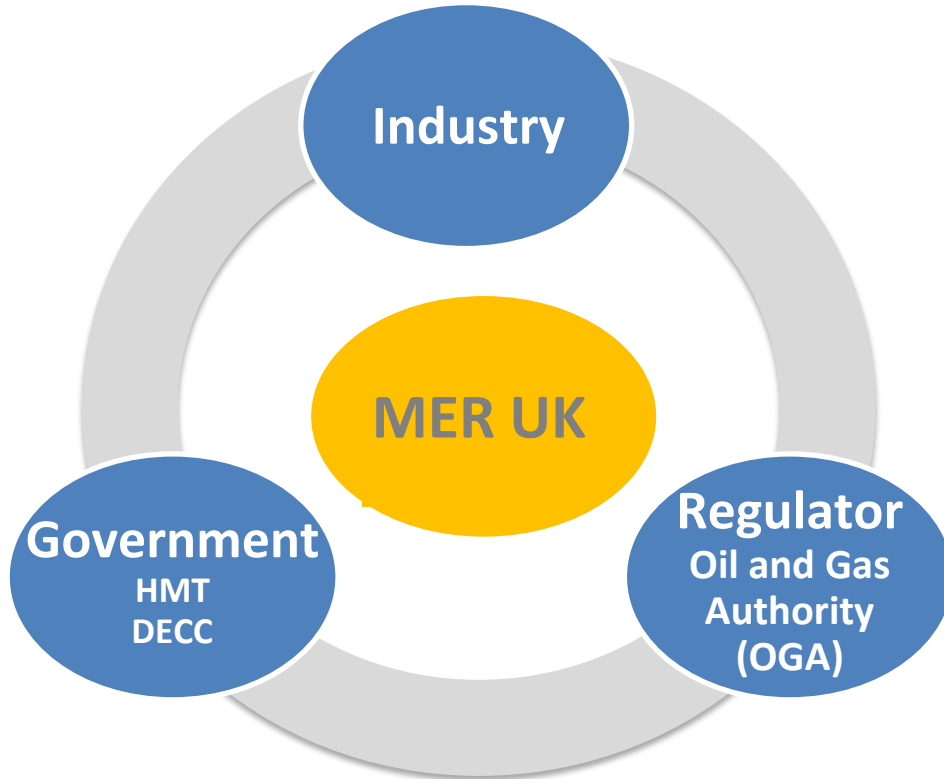 Industry
MER UK
Government
HMT
DECC
Regulator
Oil and Gas
Authority
(OGA)